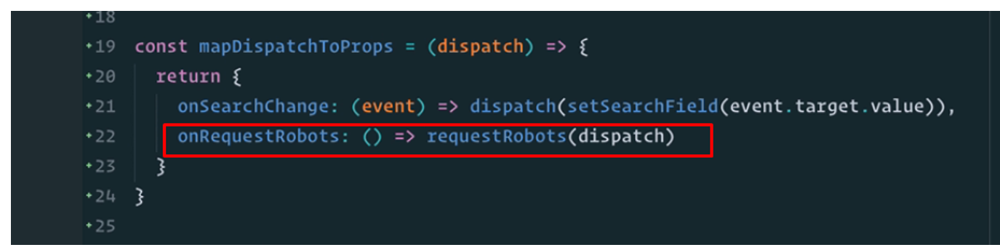 18
19 const mapDispatchToProps = (dispatch) => {
20 return {
21 onSearchChange: (event) => dispatch(setSearchField(event.target.value)),
22 onRequestRobots: () => requestRobots(dispatch)
23 }
24 }
25